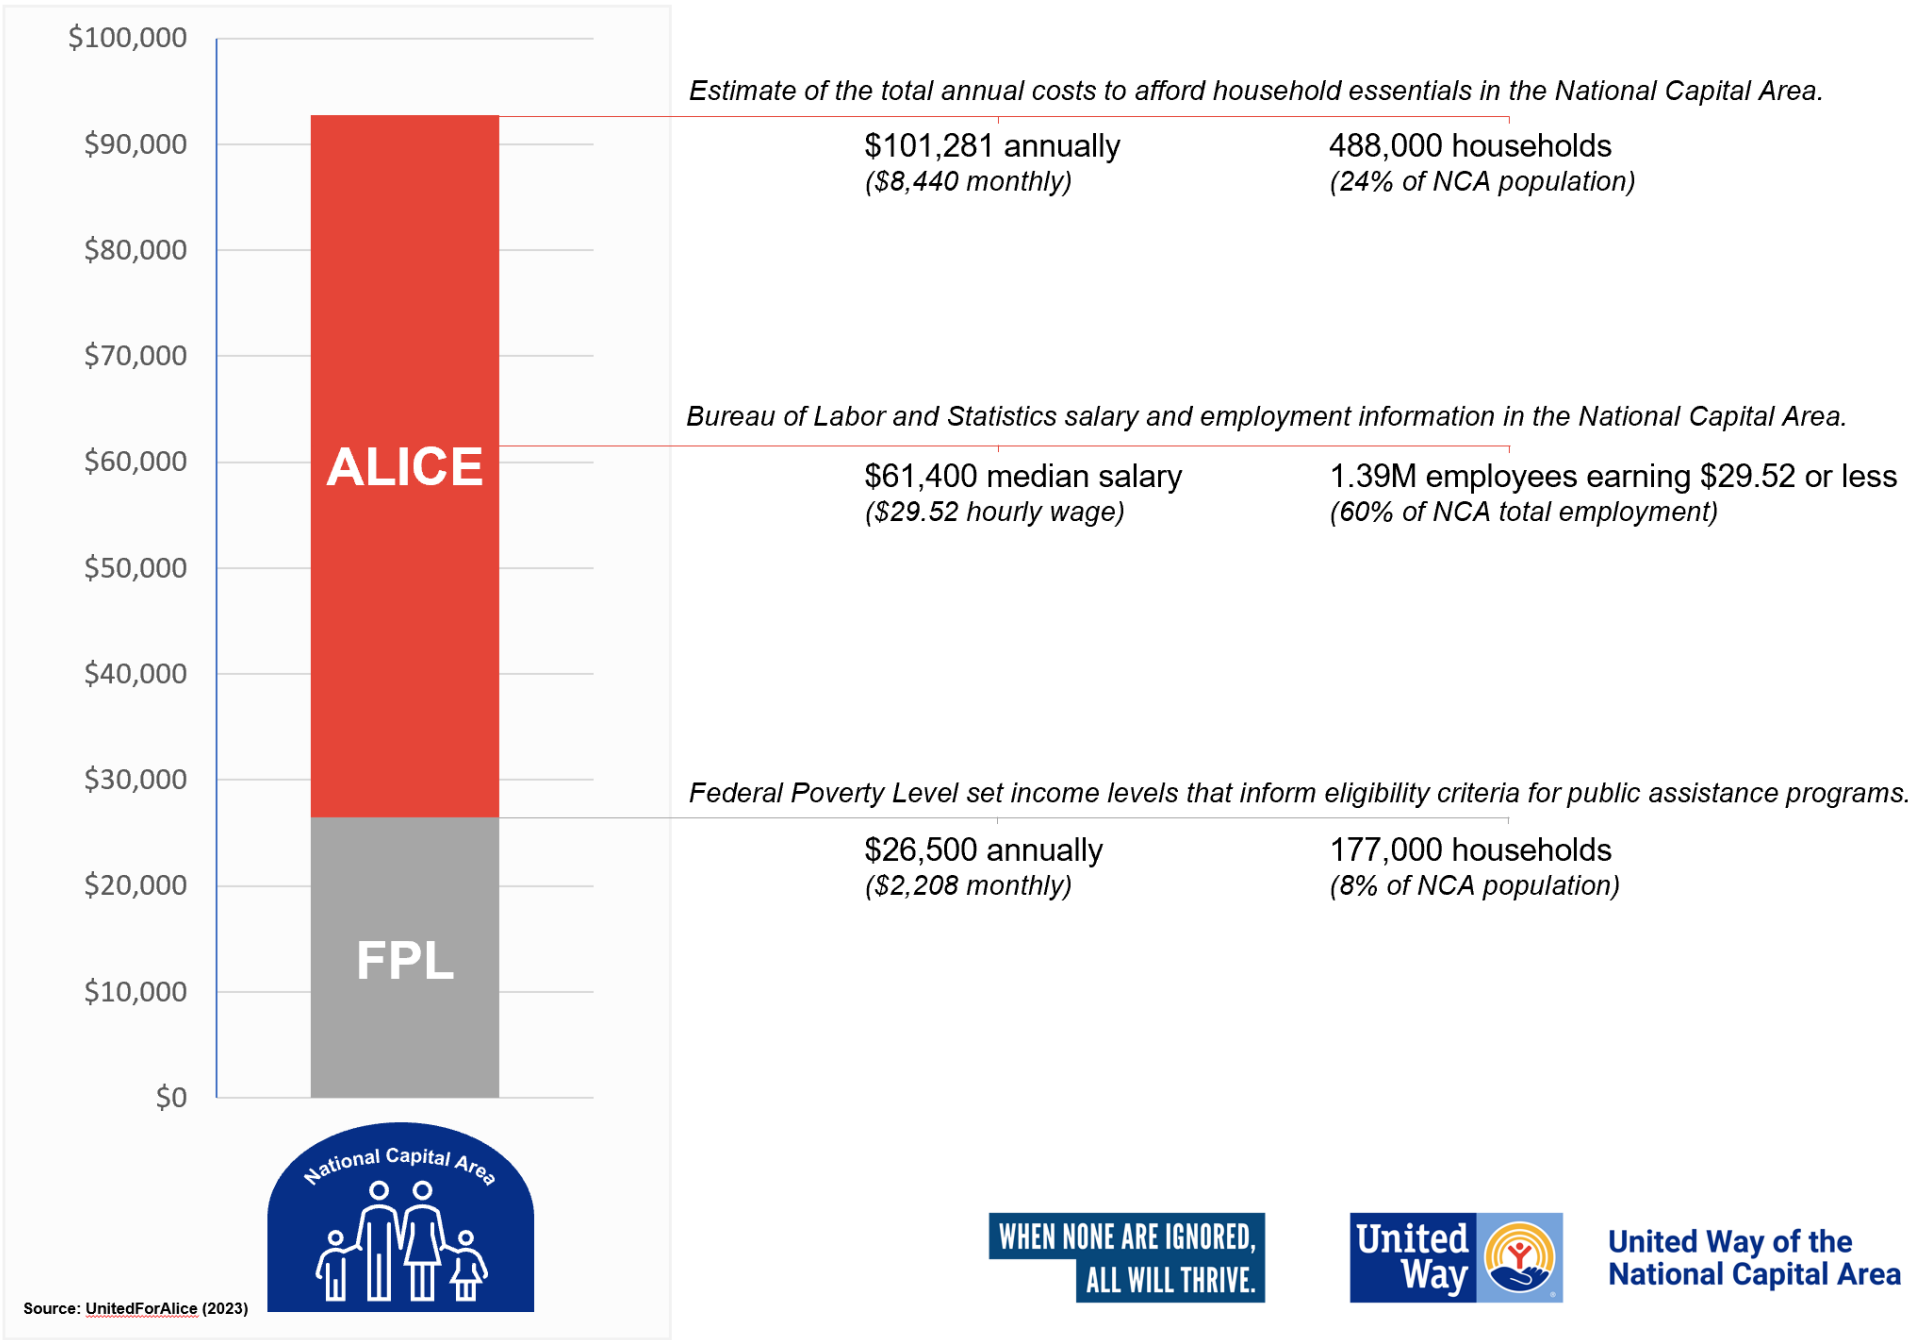 $100,000
$90,000
$80,000
$70,000
$60,000
$50,000
$40,000
$30,000
$20,000
$10,000
$0
ALICE
FPL
National Capital Area
Source: UnitedForAlice (2023)
Estimate of the total annual costs to afford household essentials in the National Capital Area.
$101,281 annually
($8,440 monthly)
488,000 households
(24% of NCA population)
Bureau of Labor and Statistics salary and employment information in the National Capital Area.
$61,400 median salary
($29.52 hourly wage)
1.39M employees earning $29.52 or less
(60% of NCA total employment)
Federal Poverty Level set income levels that inform eligibility criteria for public assistance programs.
$26,500 annually
($2,208 monthly)
177,000 households
(8% of NCA population)
WHEN NONE ARE IGNORED,
ALL WILL THRIVE.
United
Way
®
United Way of the
National Capital Area